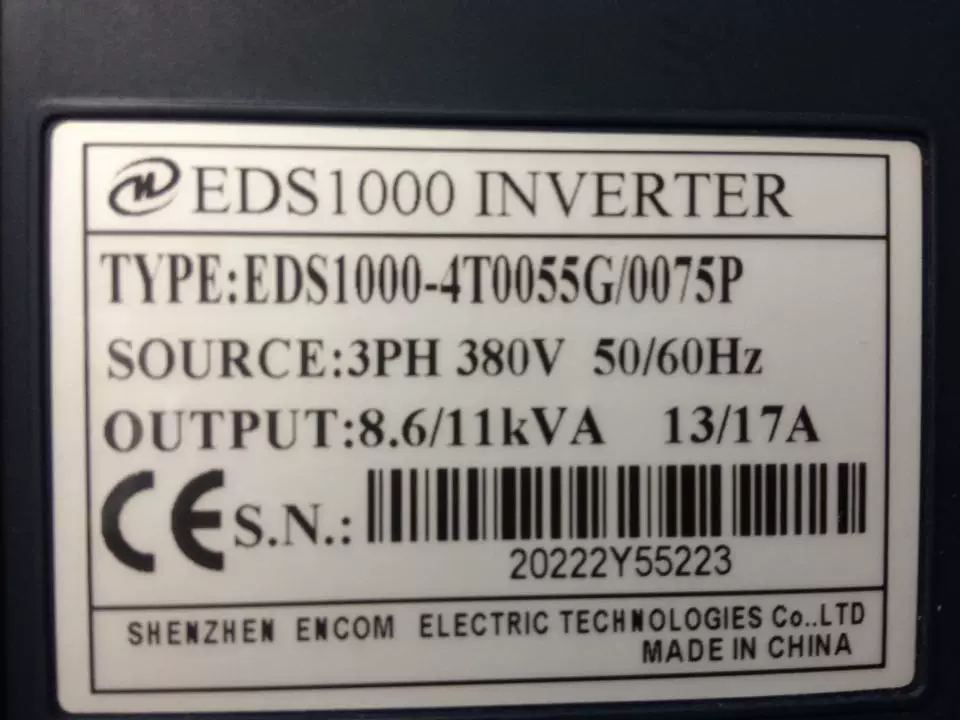 EDS1000 INVERTER
TYPE:EDS1000-4T0055G/0075P
SOURCE:3PH 380V 50/60Hz
OUTPUT:8.6/11kVA 13/17A
CE S.N.:
20222Y55223
SHENZHEN ENCOM ELECTRIC TECHNOLOGIES Co..LTD
MADE IN CHINA